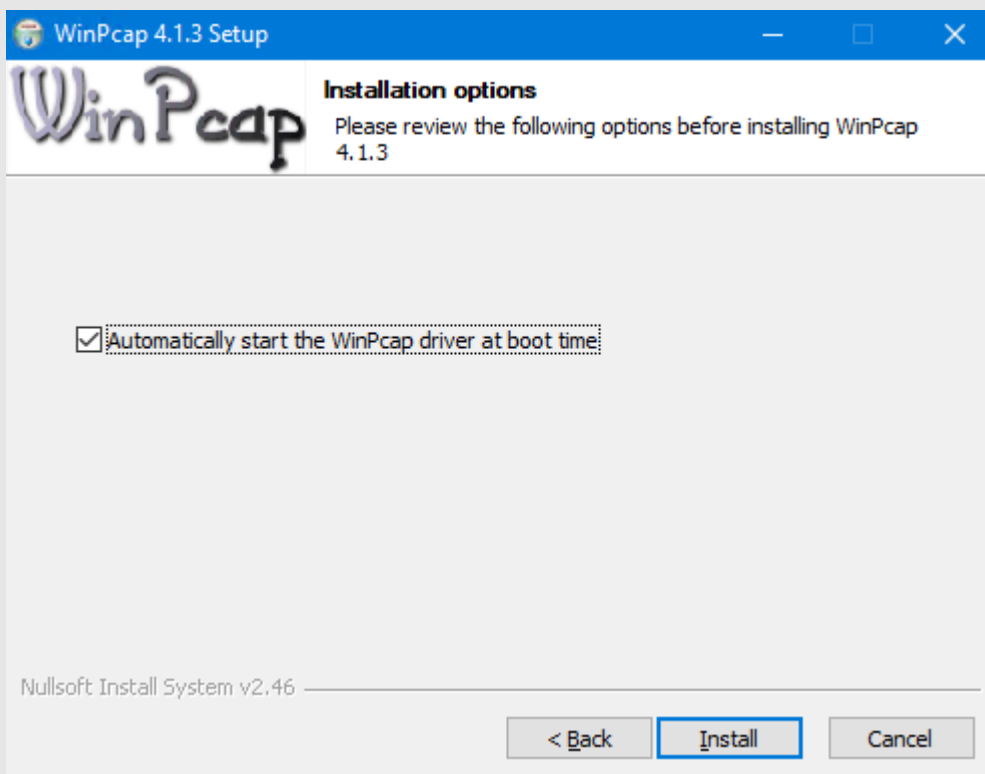 WinPcap 4.1.3 Setup
WinPcap
Installation options
Please review the following options before installing WinPcap
4.1.3
Automatically start the WinPcap driver at boot time
Nullsoft Install System v2.46
< Back
Install
Cancel